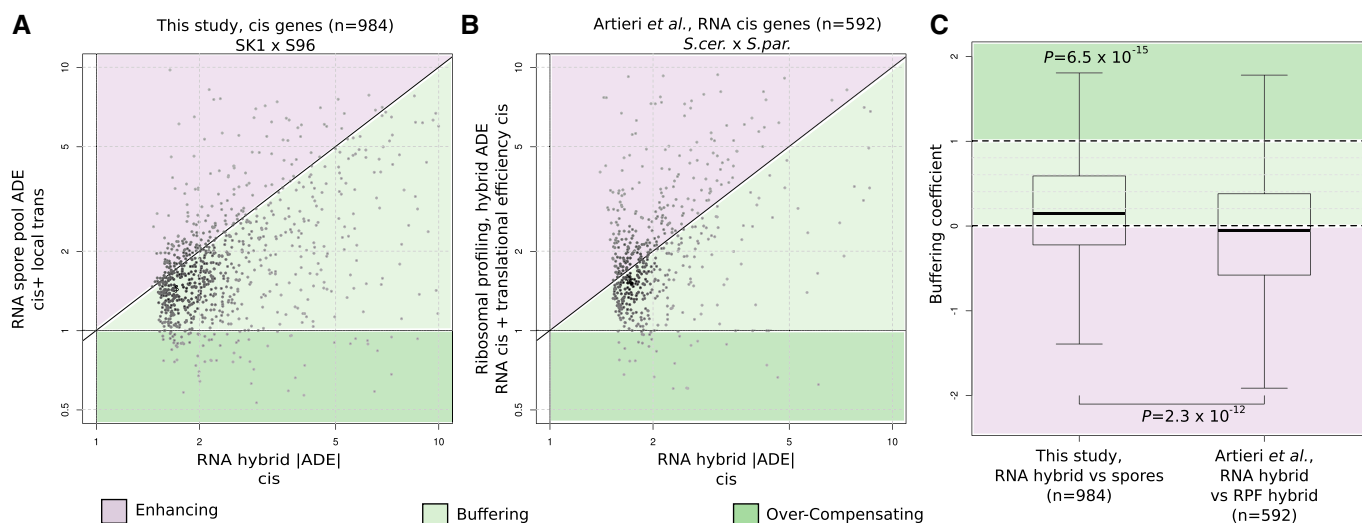 A
This study, cis genes (n=984)
SK1 x S96
RNA spore pool ADE
cis+ local trans
10
5
2
1
0.5
1
2
5
10
RNA hybrid |ADE|
cis
B
Artieri et al., RNA cis genes (n=592)
S.cer. x S.par.
Ribosomal profiling, hybrid ADE
RNA cis + translational efficiency cis
10
5
2
1
0.5
1
2
5
10
RNA hybrid |ADE|
cis
C
Buffering coefficient
2
1
0
-1
-2
P=6.5 x 10^-15
P=2.3 x 10^-12
This study,
RNA hybrid vs spores
(n=984)
Artieri et al.,
RNA hybrid
vs RPF hybrid
(n=592)
Enhancing
Buffering
Over-Compensating